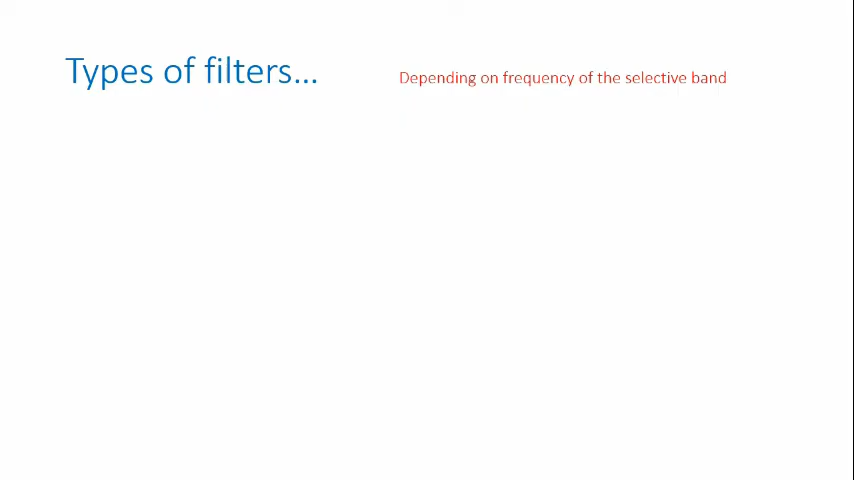 Types of filters...
Depending on frequency of the selective band